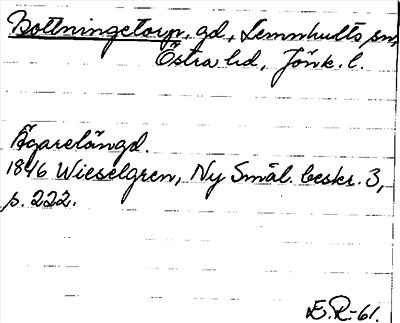 Bottningetorp, gd, Lemnhults sn,
Östra hd, Jönk. l.
Ägarelängd.
1846 Wieselgren, Ny Smål. beskr. 3,
s. 222.
E.R-61.